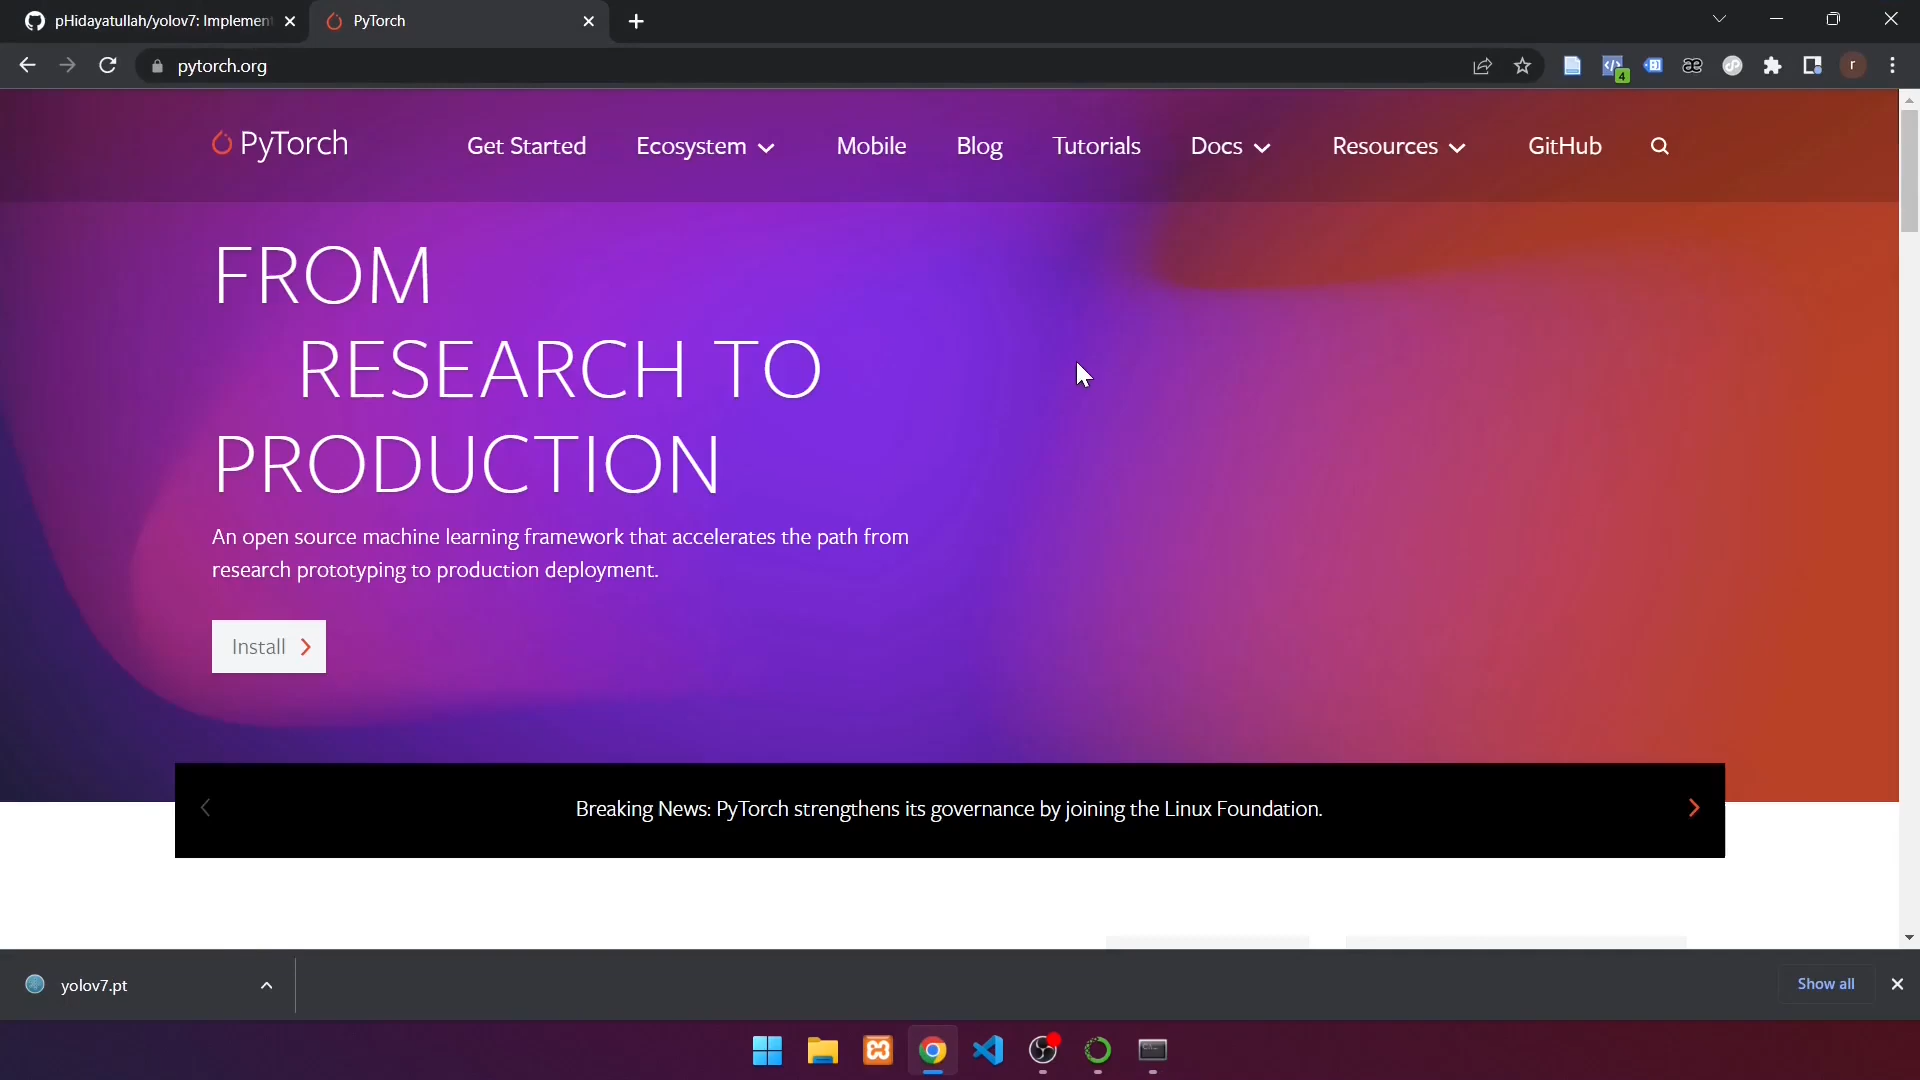 pHidayatullah/yolov7: Implement
PyTorch
pytorch.org
4
r
PyTorch
Get Started
Ecosystem
Mobile
Blog
Tutorials
Docs
Resources
GitHub
FROM
RESEARCH TO
PRODUCTION
An open source machine learning framework that accelerates the path from
research prototyping to production deployment.
Install
Breaking News: PyTorch strengthens its governance by joining the Linux Foundation.
yolov7.pt
Show all